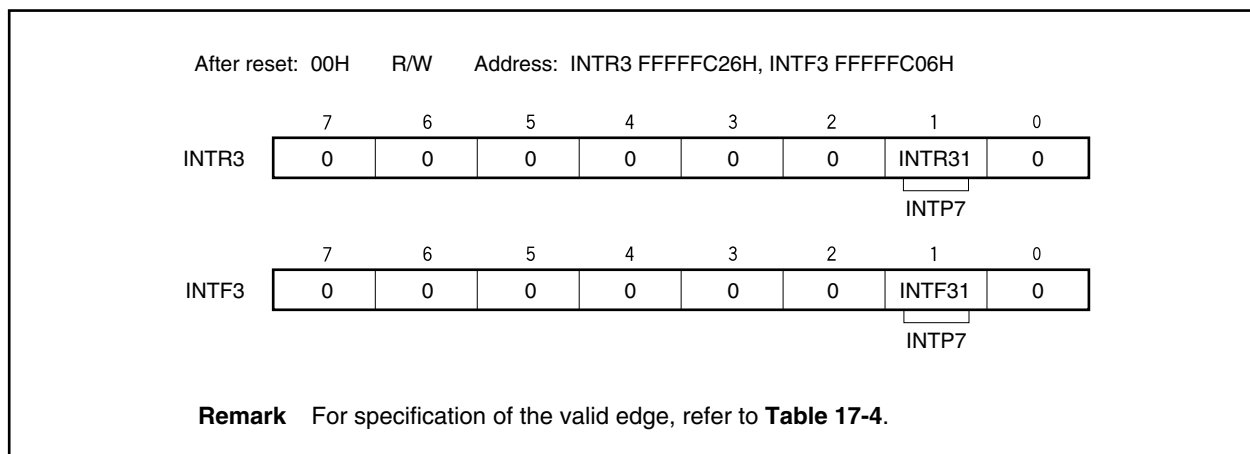 After reset: 00H R/W Address: INTR3 FFFFFC26H, INTF3 FFFFFC06H
7 6 5 4 3 2 1 0
INTR3 0 0 0 0 0 0 INTR31 0
INTP7
7 6 5 4 3 2 1 0
INTF3 0 0 0 0 0 0 INTF31 0
INTP7
Remark For specification of the valid edge, refer to Table 17-4.